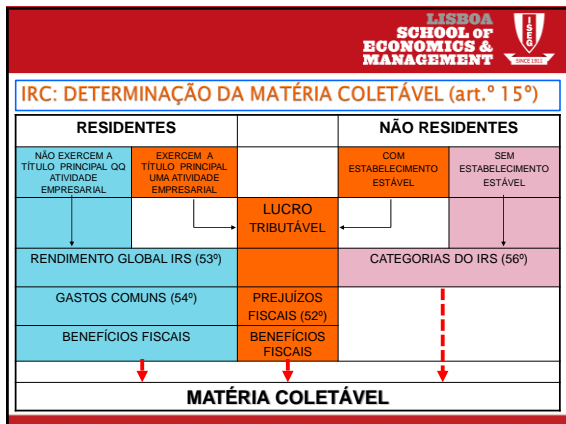 LISBOA
SCHOOL OF
ECONOMICS &
MANAGEMENT
ISEG
SINCE 1911
IRC: DETERMINAÇÃO DA MATÉRIA COLETÁVEL (art.º 15º)
RESIDENTES
NÃO RESIDENTES
NÃO EXERCEM A
TÍTULO PRINCIPAL QQ
ATIVIDADE
EMPRESARIAL
EXERCEM A
TÍTULO PRINCIPAL
UMA ATIVIDADE
EMPRESARIAL
COM
ESTABELECIMENTO
ESTÁVEL
SEM
ESTABELECIMENTO
ESTÁVEL
LUCRO
TRIBUTÁVEL
RENDIMENTO GLOBAL IRS (53º)
CATEGORIAS DO IRS (56º)
GASTOS COMUNS (54º)
PREJUÍZOS
FISCAIS (52º)
BENEFÍCIOS FISCAIS
BENEFÍCIOS
FISCAIS
MATÉRIA COLETÁVEL